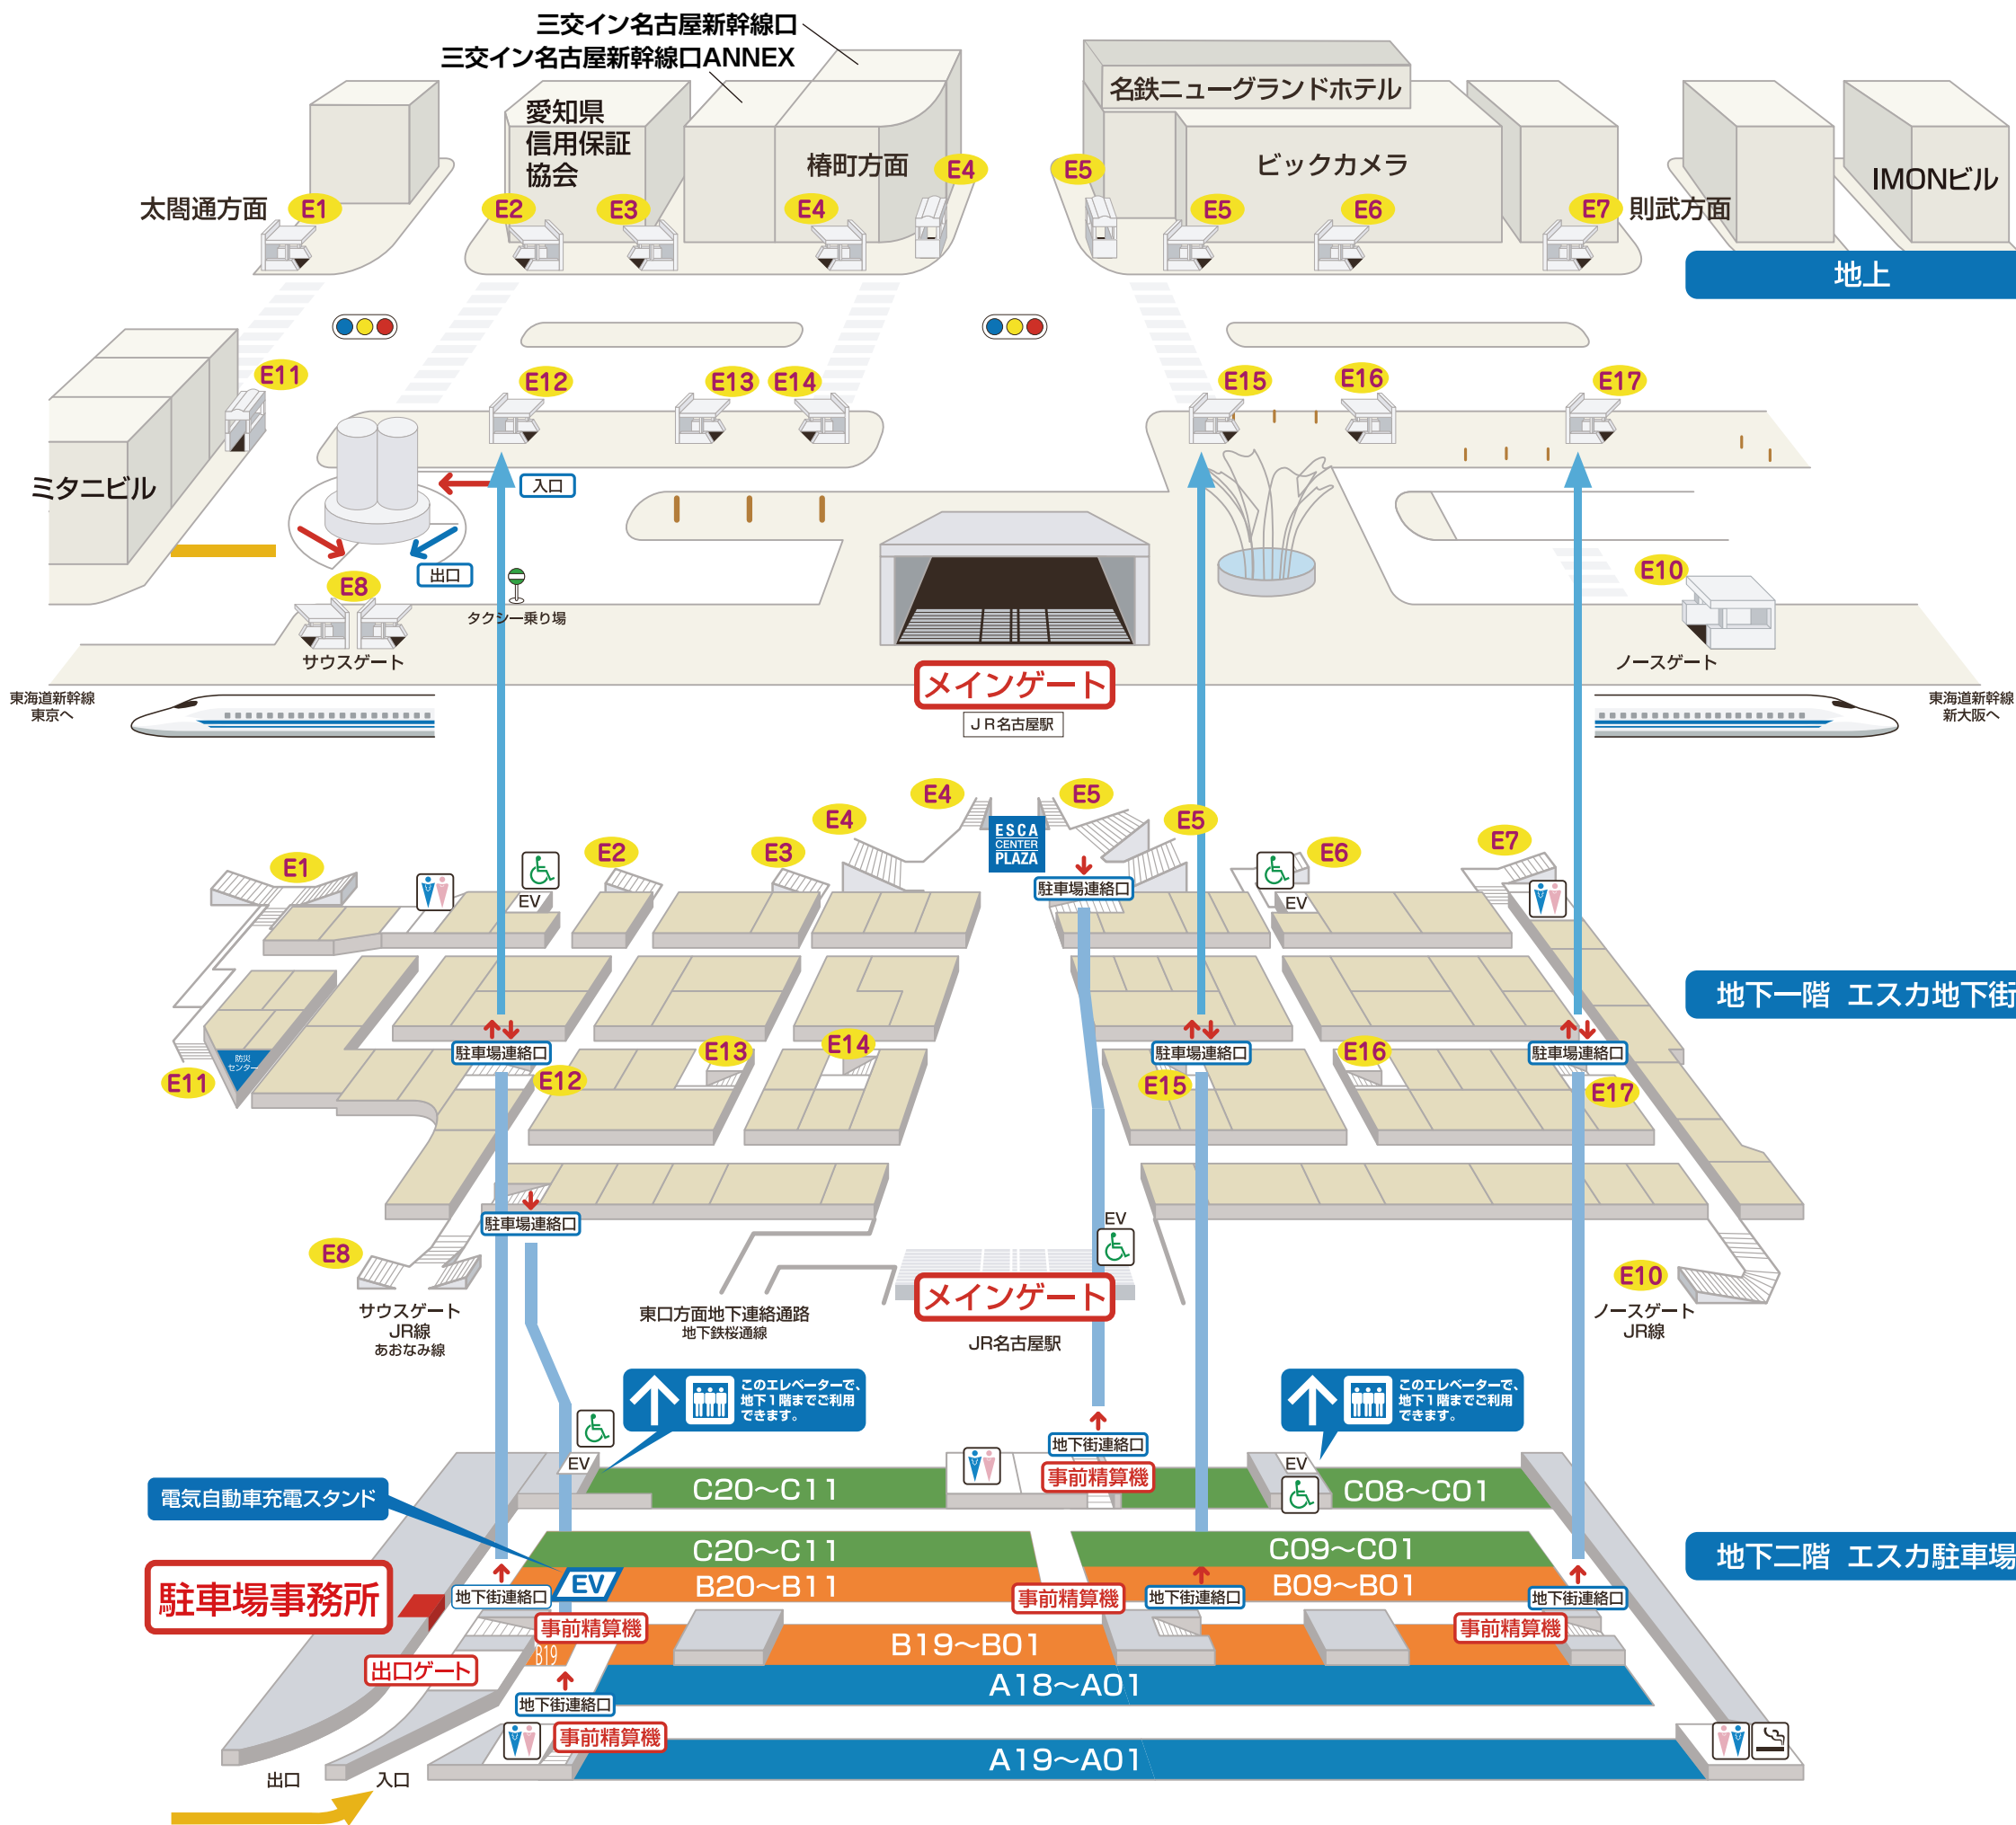 三交イン名古屋新幹線口
三交イン名古屋新幹線口ANNEX
愛知県
信用保証
協会
椿町方面
名鉄ニューグランドホテル
ビックカメラ
IMONビル
太閤通方面
E1
E2
E3
E4
E4
E5
E5
E6
E7
則武方面
地上
E11
E12
E13
E14
E15
E16
E17
ミタニビル
入口
出口
E8
タクシー乗り場
サウスゲート
E10
ノースゲート
メインゲート
JR名古屋駅
東海道新幹線
東京へ
東海道新幹線
新大阪へ
E4
E5
E4
E5
ESCA
CENTER
PLAZA
E1
E2
E3
E6
E7
駐車場連絡口
EV
EV
地下一階 エスカ地下街
防災
センター
E11
駐車場連絡口
E12
E13
E14
駐車場連絡口
E15
E16
駐車場連絡口
E17
駐車場連絡口
EV
E8
サウスゲート
JR線
あおなみ線
東口方面地下連絡通路
地下鉄桜通線
メインゲート
JR名古屋駅
E10
ノースゲート
JR線
このエレベーターで、
地下1階までご利用
できます。
このエレベーターで、
地下1階までご利用
できます。
地下街連絡口
事前精算機
EV
EV
C20～C11
C08～C01
電気自動車充電スタンド
C20～C11
C09～C01
地下二階 エスカ駐車場
駐車場事務所
地下街連絡口
EV
B20～B11
事前精算機
地下街連絡口
B09～B01
地下街連絡口
事前精算機
事前精算機
B19
B19～B01
出口ゲート
地下街連絡口
A18～A01
事前精算機
A19～A01
出口
入口